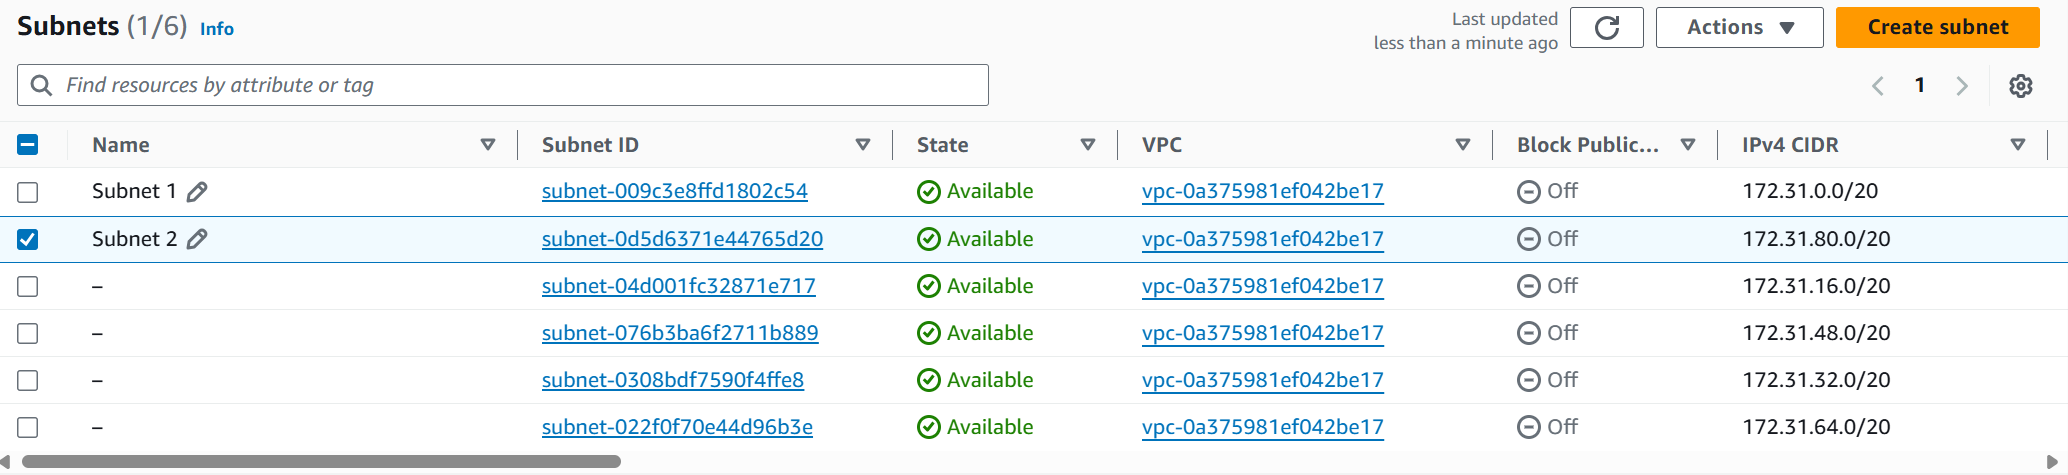 Subnets (1/6) Info
Last updated
less than a minute ago
Actions
Create subnet
Find resources by attribute or tag
1
Name Subnet ID State VPC Block Public... IPv4 CIDR
Subnet 1 subnet-009c3e8ffd1802c54 Available vpc-0a375981ef042be17 Off 172.31.0.0/20
Subnet 2 subnet-0d5d6371e44765d20 Available vpc-0a375981ef042be17 Off 172.31.80.0/20
– subnet-04d001fc32871e717 Available vpc-0a375981ef042be17 Off 172.31.16.0/20
– subnet-076b3ba6f2711b889 Available vpc-0a375981ef042be17 Off 172.31.48.0/20
– subnet-0308bdf7590f4ffe8 Available vpc-0a375981ef042be17 Off 172.31.32.0/20
– subnet-022f0f70e44d96b3e Available vpc-0a375981ef042be17 Off 172.31.64.0/20